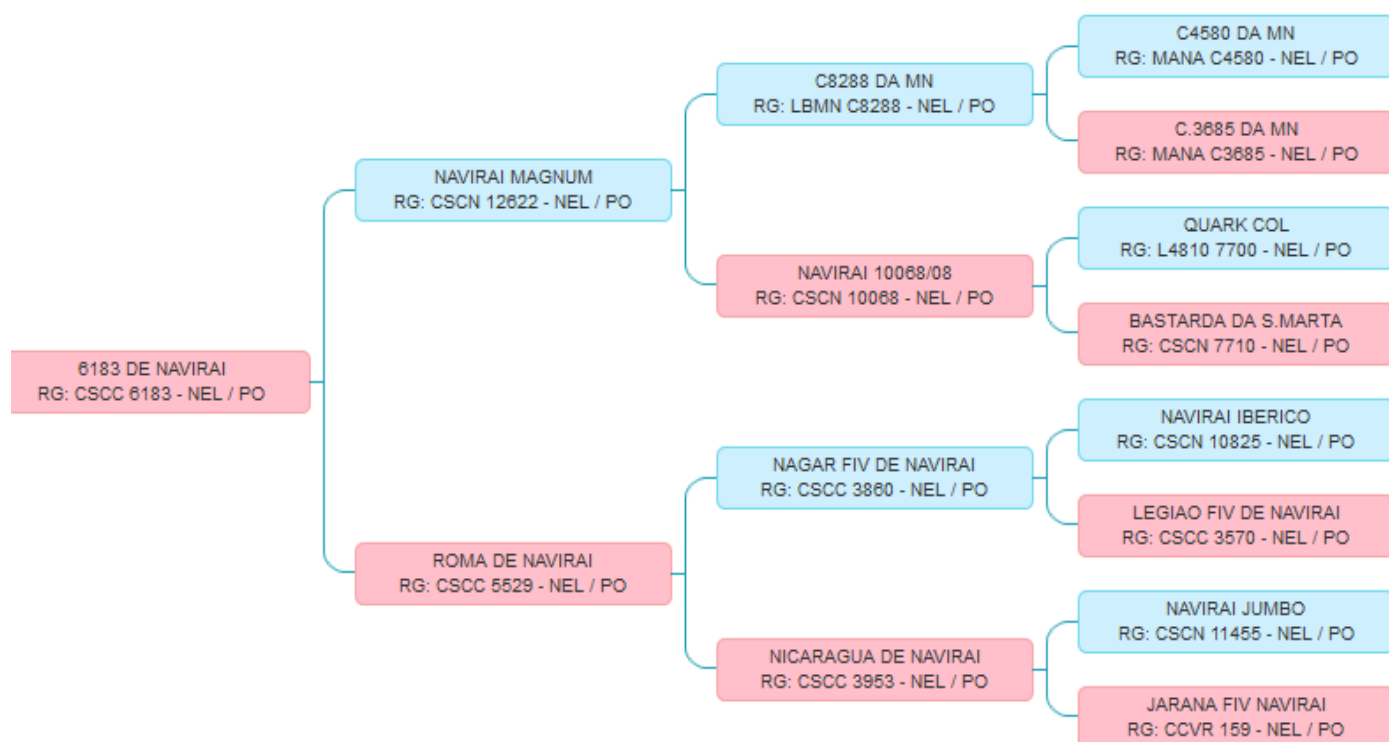 C4580 DA MN
RG: MANA C4580 - NEL / PO
C8288 DA MN
RG: LBMN C8288 - NEL / PO
C.3685 DA MN
RG: MANA C3685 - NEL / PO
NAVIRAI MAGNUM
RG: CSCN 12622 - NEL / PO
QUARK COL
RG: L4810 7700 - NEL / PO
NAVIRAI 10068/08
RG: CSCN 10068 - NEL / PO
BASTARDA DA S.MARTA
RG: CSCN 7710 - NEL / PO
6183 DE NAVIRAI
RG: CSCC 6183 - NEL / PO
NAVIRAI IBERICO
RG: CSCN 10825 - NEL / PO
NAGAR FIV DE NAVIRAI
RG: CSCC 3860 - NEL / PO
LEGIAO FIV DE NAVIRAI
RG: CSCC 3570 - NEL / PO
ROMA DE NAVIRAI
RG: CSCC 5529 - NEL / PO
NAVIRAI JUMBO
RG: CSCN 11455 - NEL / PO
NICARAGUA DE NAVIRAI
RG: CSCC 3953 - NEL / PO
JARANA FIV NAVIRAI
RG: CCVR 159 - NEL / PO